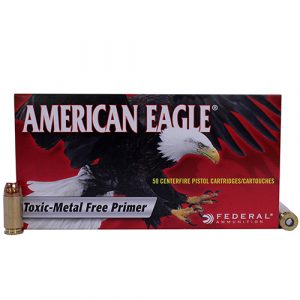 AMERICAN EAGLE®
50 CENTERFIRE PISTOL CARTRIDGES/CARTOUCHES
Toxic-Metal Free Primer
FEDERAL®
AMMUNITION